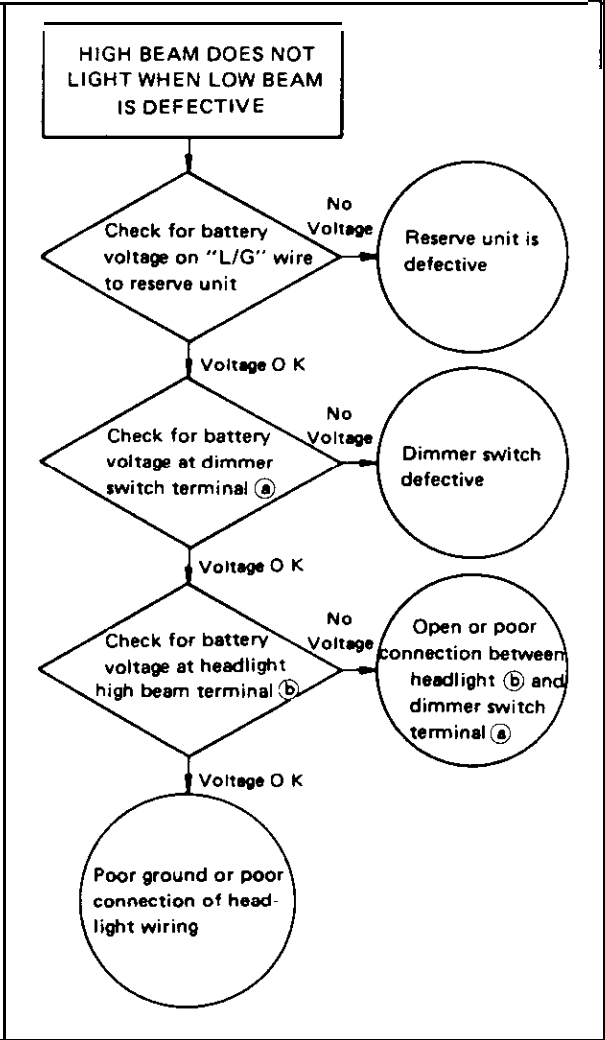 HIGH BEAM DOES NOT
LIGHT WHEN LOW BEAM
IS DEFECTIVE
Check for battery
voltage on "L/G" wire
to reserve unit
No
Voltage
Reserve unit is
defective
Voltage O K
Check for battery
voltage at dimmer
switch terminal ⓐ
No
Voltage
Dimmer switch
defective
Voltage O K
Check for battery
voltage at headlight
high beam terminal ⓑ
No
Voltage
Open or poor
connection between
headlight ⓑ and
dimmer switch
terminal ⓐ
Voltage O K
Poor ground or poor
connection of head-
light wiring